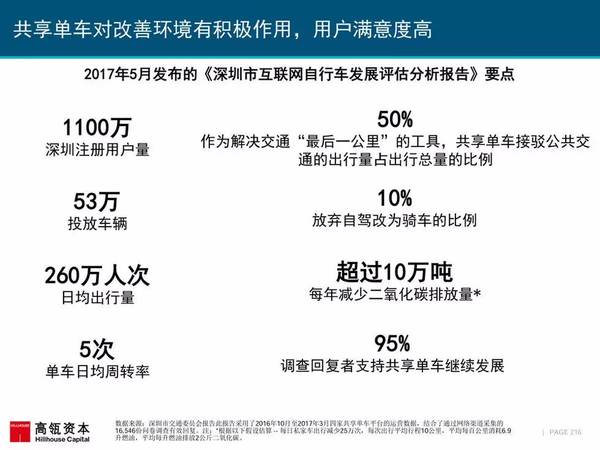 共享单车对改善环境有积极作用，用户满意度高
2017年5月发布的《深圳市互联网自行车发展评估分析报告》要点
1100万
深圳注册用户量
50%
作为解决交通“最后一公里”的工具，共享单车接驳公共交
通的出行量占出行总量的比例
53万
投放车辆
10%
放弃自驾改为骑车的比例
260万人次
日均出行量
超过10万吨
每年减少二氧化碳排放量*
5次
单车日均周转率
95%
调查回复者支持共享单车继续发展
HILLHOUSE
高瓴资本
Hillhouse Capital
数据来源：深圳市交通委员会报告此报告采用了2016年10月至2017年3月四家共享单车平台的运营数据，结合了通过网络渠道采集的
16,546份问卷调查有效回复。注：*根据以下假设估算 -- 每日私家车出行减少25万次，每次出行平均行程10公里，平均每百公里消耗6.9
升燃油，平均每升燃油排放2公斤二氧化碳。
| PAGE 216